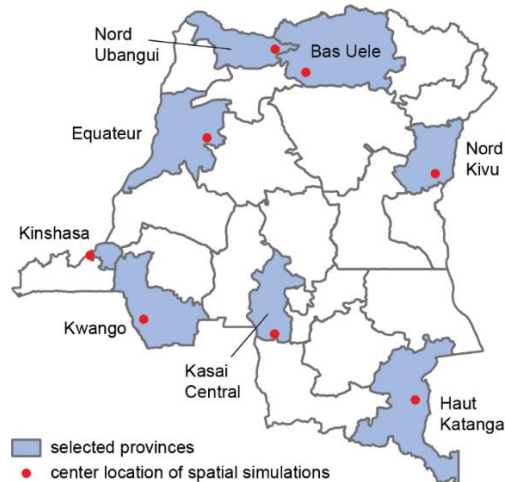 Nord
Ubangui
Bas Uele
Equateur
Nord
Kivu
Kinshasa
Kwango
Kasai
Central
Haut
Katanga
selected provinces
center location of spatial simulations